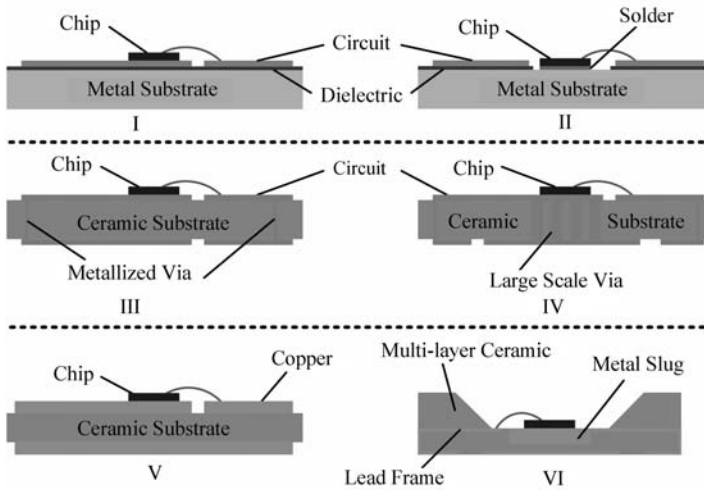 Chip
Circuit
Metal Substrate
Dielectric
I
Chip
Solder
Metal Substrate
II
Chip
Circuit
Ceramic Substrate
Metallized Via
III
Chip
Ceramic Substrate
Large Scale Via
IV
Chip
Copper
Ceramic Substrate
V
Multi-layer Ceramic
Metal Slug
Lead Frame
VI